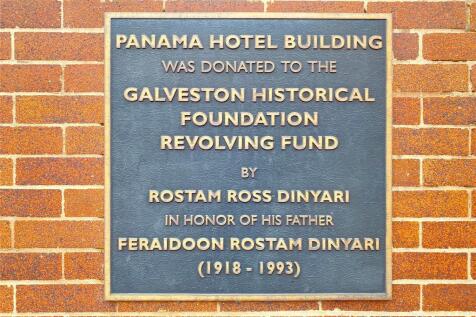 PANAMA HOTEL BUILDING
WAS DONATED TO THE
GALVESTON HISTORICAL
FOUNDATION
REVOLVING FUND
BY
ROSTAM ROSS DINYARI
IN HONOR OF HIS FATHER
FERAIDOON ROSTAM DINYARI
(1918 - 1993)